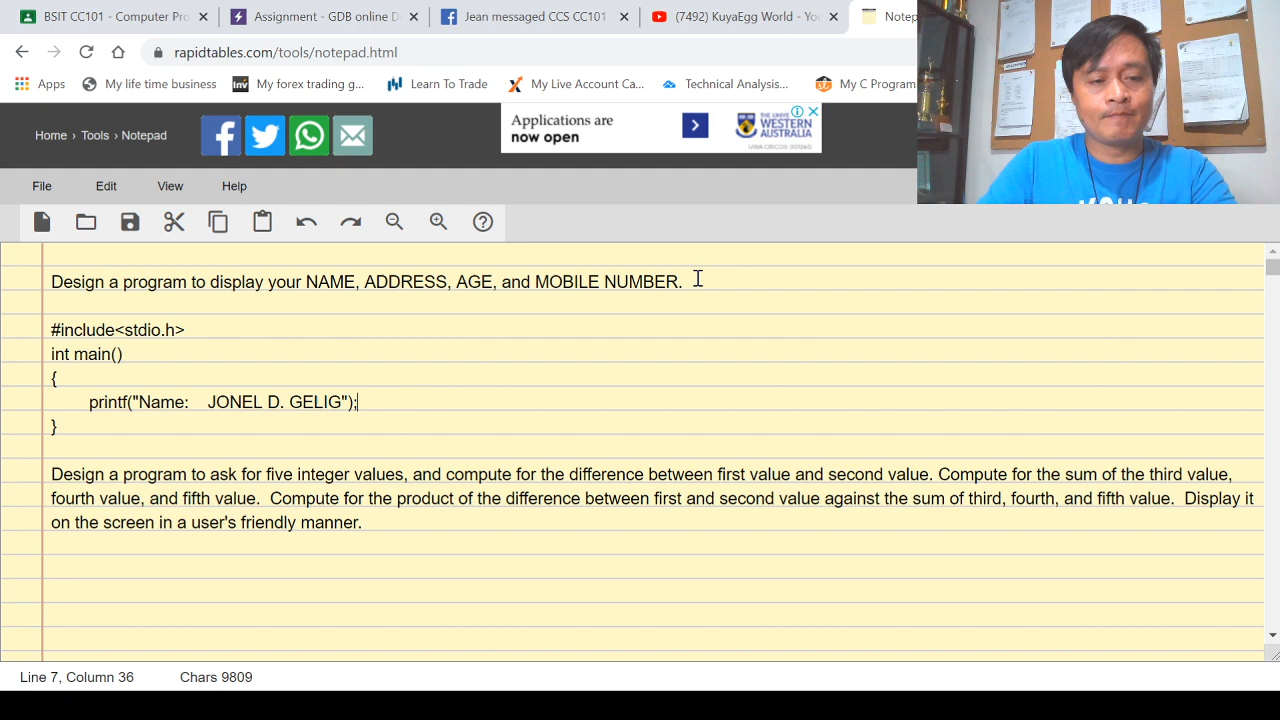 BSIT CC101 - Computer Pro
Assignment - GDB online D
Jean messaged CCS CC101
(7492) Kuya Egg World - Yo
Notep
rapidtables.com/tools/notepad.html
Apps
My life time business
inv
My forex trading g...
Learn To Trade
My Live Account Ca...
Technical Analysis...
My C Program
Home › Tools › Notepad
Applications are
now open
WESTERN
AUSTRALIA
File
Edit
View
Help
Design a program to display your NAME, ADDRESS, AGE, and MOBILE NUMBER.
#include<stdio.h>
int main()
{
printf("Name:    JONEL D. GELIG");
}
Design a program to ask for five integer values, and compute for the difference between first value and second value. Compute for the sum of the third value,
fourth value, and fifth value.  Compute for the product of the difference between first and second value against the sum of third, fourth, and fifth value.  Display it
on the screen in a user's friendly manner.
Line 7, Column 36
Chars 9809